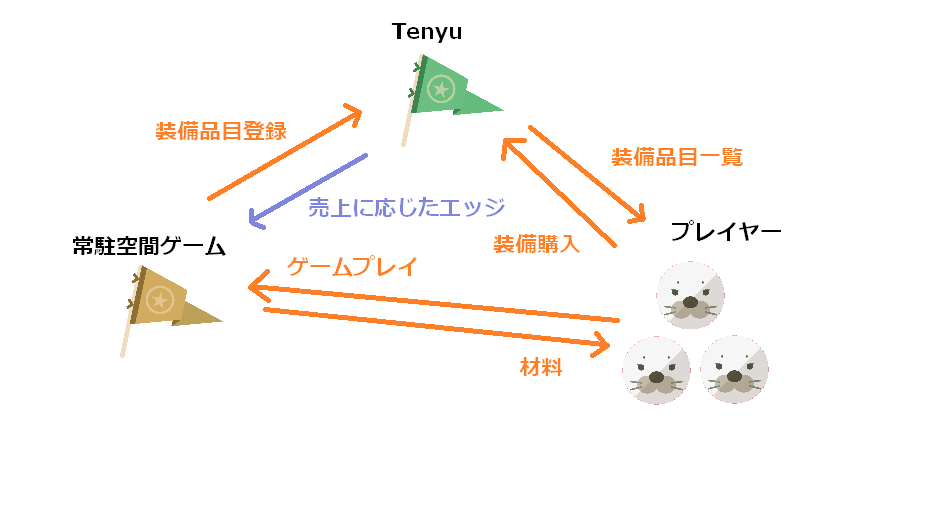 Tenyu
装備品目登録
装備品目一覧
売上に応じたエッジ
常駐空間ゲーム
プレイヤー
装備購入
ゲームプレイ
材料